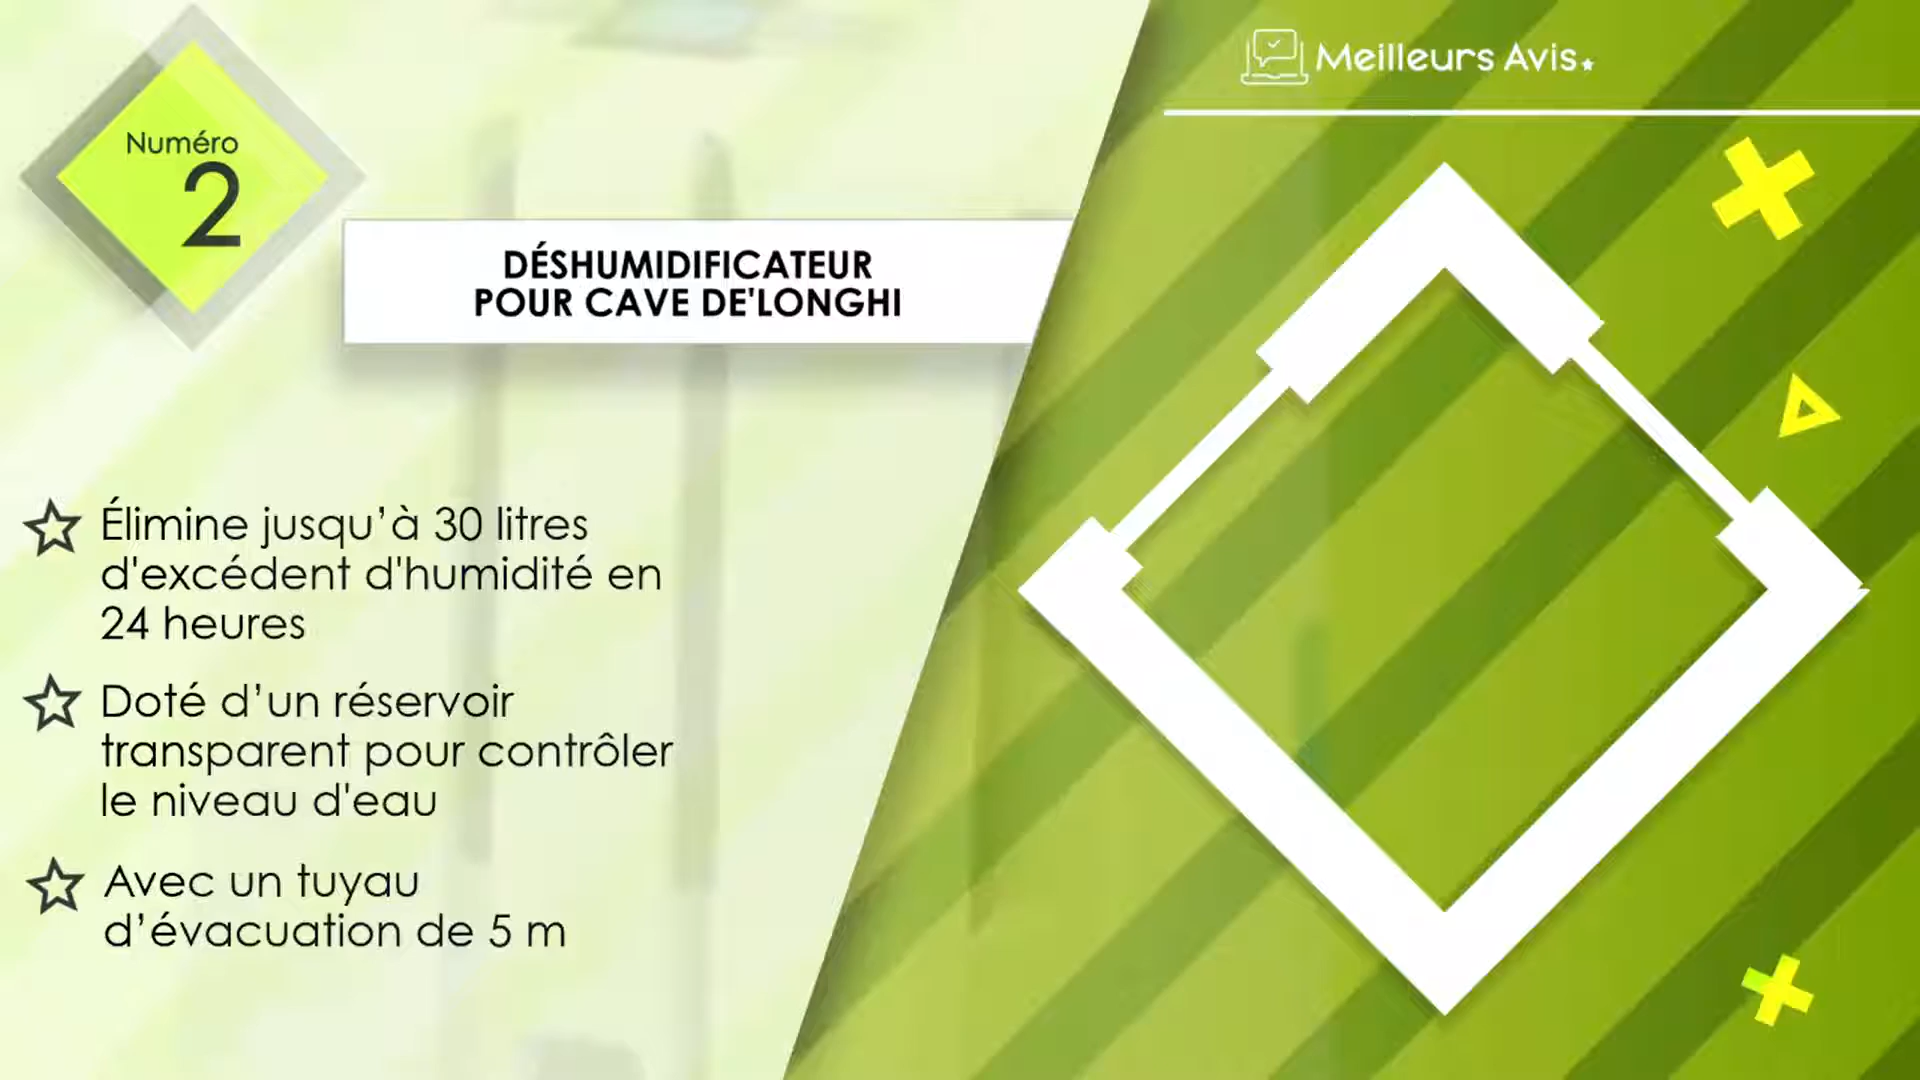 Numéro
2
DÉSHUMIDIFICATEUR
POUR CAVE DE'LONGHI
Meilleurs Avis
Élimine jusqu’à 30 litres
d'excédent d'humidité en
24 heures
Doté d’un réservoir
transparent pour contrôler
le niveau d'eau
Avec un tuyau
d’évacuation de 5 m